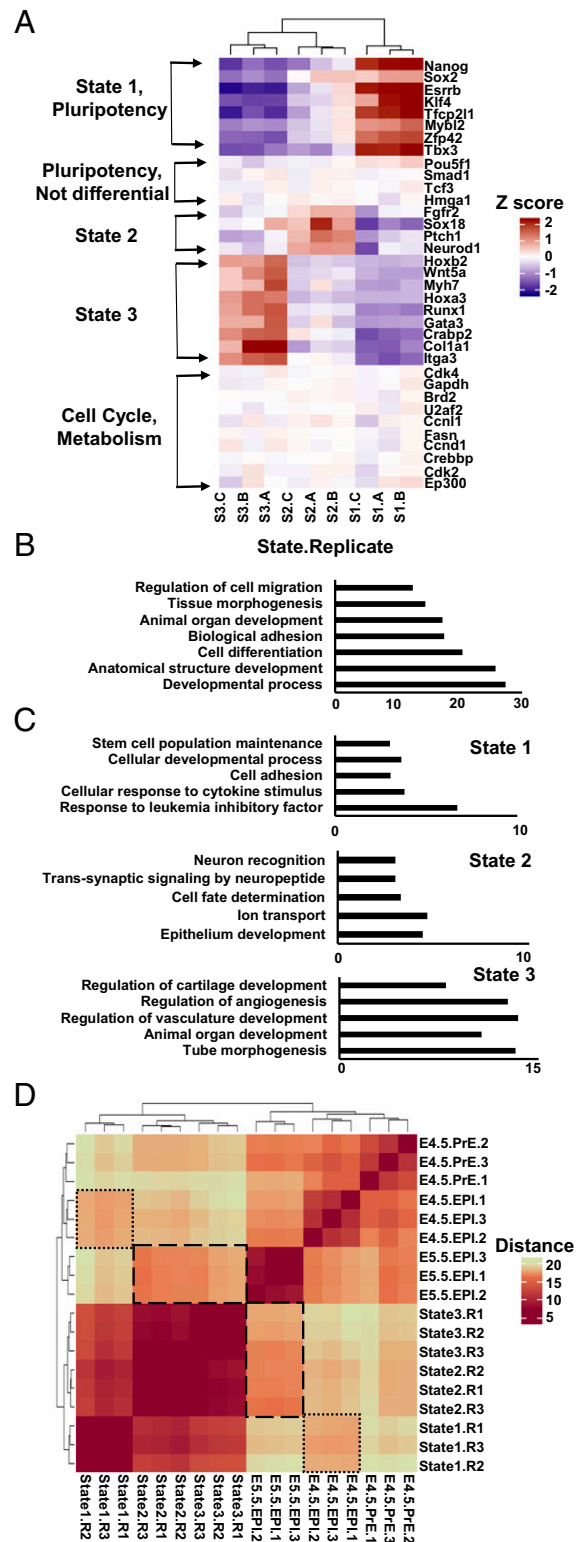 A
State 1,
Pluripotency
Pluripotency,
Not differential
State 2
State 3
Cell Cycle,
Metabolism
Nanog
Sox2
Esrrb
Klf4
Tfcp2l1
Mybl2
Zfp42
Tbx3
Pou5f1
Smad1
Tcf3
Hmga1
Fgfr2
Sox18
Ptch1
Neurod1
Hoxb2
Wnt5a
Myh7
Hoxa3
Runx1
Gata3
Crabp2
Col1a1
Itga3
Cdk4
Gapdh
Brd2
U2af2
Ccnl1
Fasn
Ccnd1
Crebbp
Cdk2
Ep300
Z score
2
1
0
-1
-2
S3.C
S3.B
S3.A
S2.C
S2.A
S2.B
S1.C
S1.A
S1.B
State.Replicate
B
Regulation of cell migration
Tissue morphogenesis
Animal organ development
Biological adhesion
Cell differentiation
Anatomical structure development
Developmental process
0 10 20 30
C
State 1
Stem cell population maintenance
Cellular developmental process
Cell adhesion
Cellular response to cytokine stimulus
Response to leukemia inhibitory factor
0 10
State 2
Neuron recognition
Trans-synaptic signaling by neuropeptide
Cell fate determination
Ion transport
Epithelium development
0 10
State 3
Regulation of cartilage development
Regulation of angiogenesis
Regulation of vasculature development
Animal organ development
Tube morphogenesis
0 15
D
E4.5.PrE.2
E4.5.PrE.3
E4.5.PrE.1
E4.5.EPI.1
E4.5.EPI.3
E4.5.EPI.2
E5.5.EPI.3
E5.5.EPI.1
E5.5.EPI.2
State3.R1
State3.R2
State3.R3
State2.R2
State2.R1
State2.R3
State1.R1
State1.R3
State1.R2
Distance
20
15
10
5
State1.R2
State1.R3
State1.R1
State2.R3
State2.R1
State2.R2
State3.R3
State3.R2
State3.R1
E5.5.EPI.2
E5.5.EPI.1
E5.5.EPI.3
E4.5.EPI.2
E4.5.EPI.3
E4.5.EPI.1
E4.5.PrE.1
E4.5.PrE.3
E4.5.PrE.2